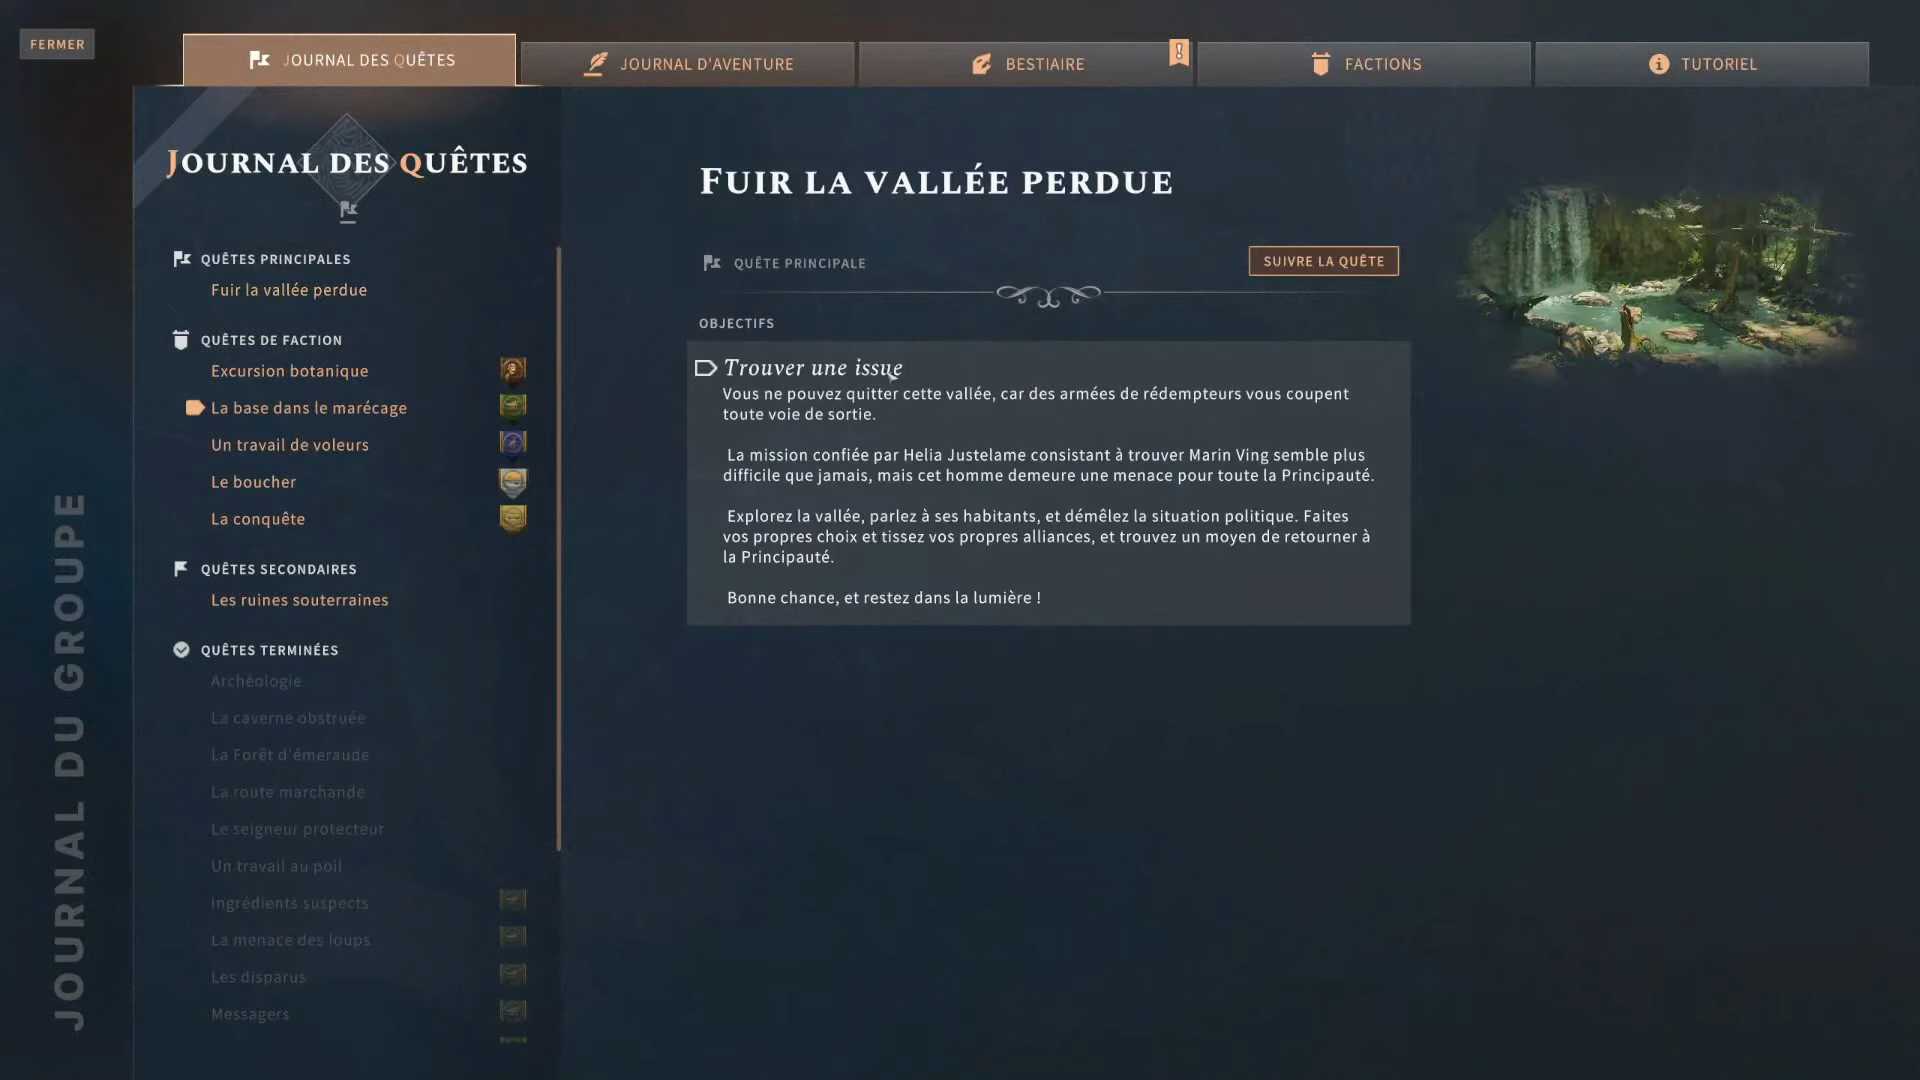 FERMER
JOURNAL DES QUÊTES
JOURNAL D'AVENTURE
BESTIAIRE
FACTIONS
TUTORIEL
JOURNAL DU GROUPE
JOURNAL DES QUÊTES
QUÊTES PRINCIPALES
Fuir la vallée perdue
QUÊTES DE FACTION
Excursion botanique
La base dans le marécage
Un travail de voleurs
Le boucher
La conquête
QUÊTES SECONDAIRES
Les ruines souterraines
QUÊTES TERMINÉES
Archéologie
La caverne obstruée
La Forêt d'émeraude
La route marchande
Le seigneur protecteur
Un travail au poil
Ingrédients suspects
La menace des loups
Les disparus
Messagers
FUIR LA VALLÉE PERDUE
QUÊTE PRINCIPALE
SUIVRE LA QUÊTE
OBJECTIFS
Trouver une issue
Vous ne pouvez quitter cette vallée, car des armées de rédempteurs vous coupent
toute voie de sortie.
La mission confiée par Helia Justelame consistant à trouver Marin Ving semble plus
difficile que jamais, mais cet homme demeure une menace pour toute la Principauté.
Explorez la vallée, parlez à ses habitants, et démêlez la situation politique. Faites
vos propres choix et tissez vos propres alliances, et trouvez un moyen de retourner à
la Principauté.
Bonne chance, et restez dans la lumière !